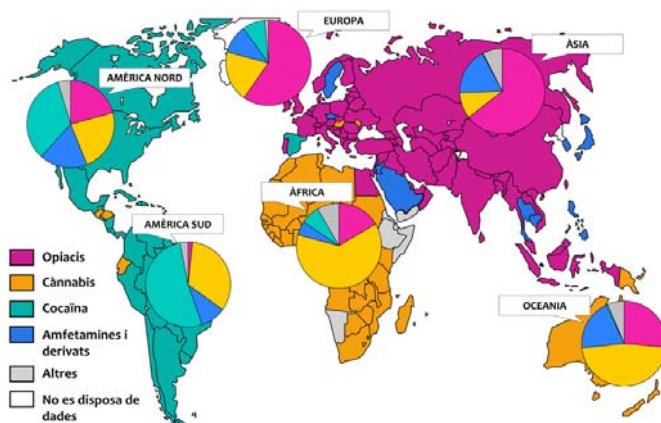 EUROPA
ÀSIA
AMÈRICA NORD
ÀFRICA
AMÈRICA SUD
OCEANIA
Opiacis
Cànnabis
Cocaïna
Amfetamines i
derivats
Altres
No es disposa de
dades